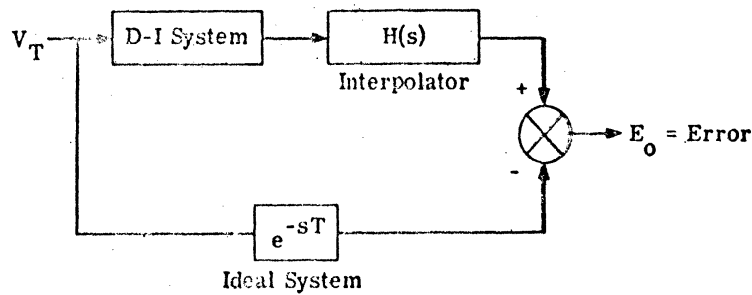 V_T
D-I System
H(s)
Interpolator
+
-
E_o = Error
e^-sT
Ideal System